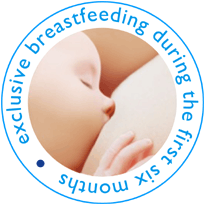 exclusive breastfeeding during the first six months